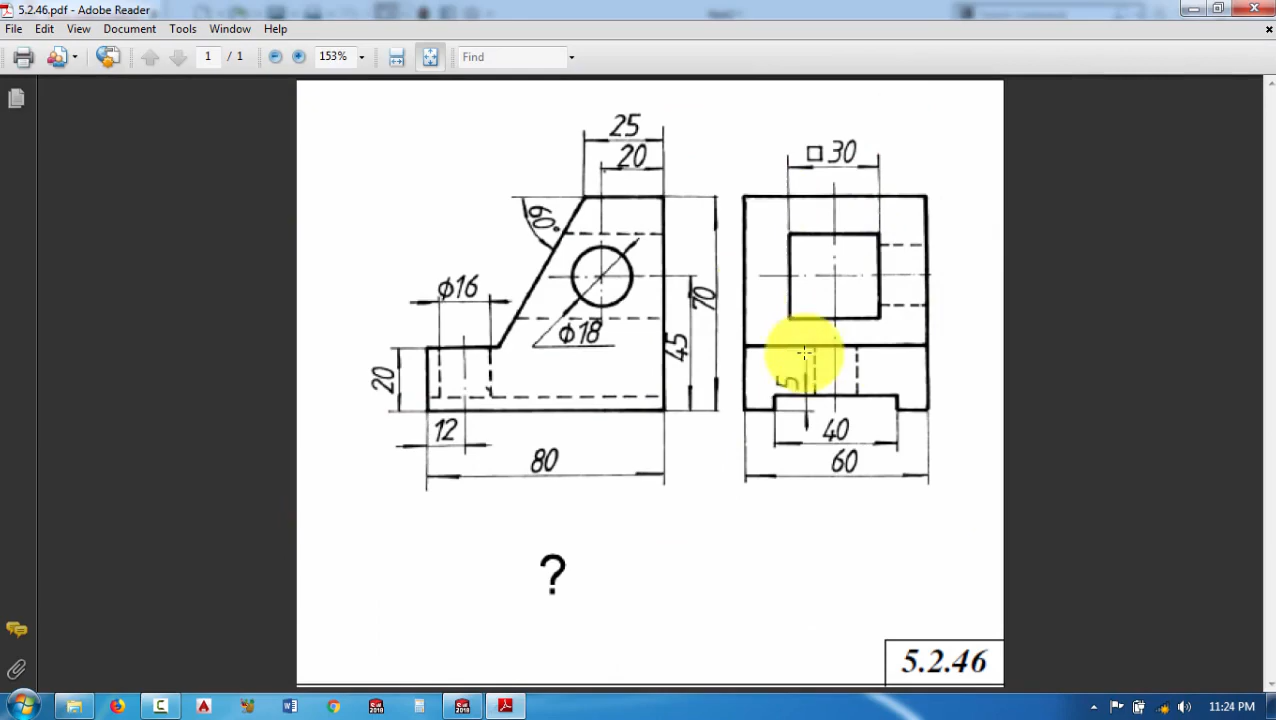 5.2.46.pdf - Adobe Reader
File Edit View Document Tools Window Help
1 / 1 153% Find
25
20
□ 30
60°
ϕ16
ϕ18
70
45
20
5
12
40
80
60
?
5.2.46
11:24 PM